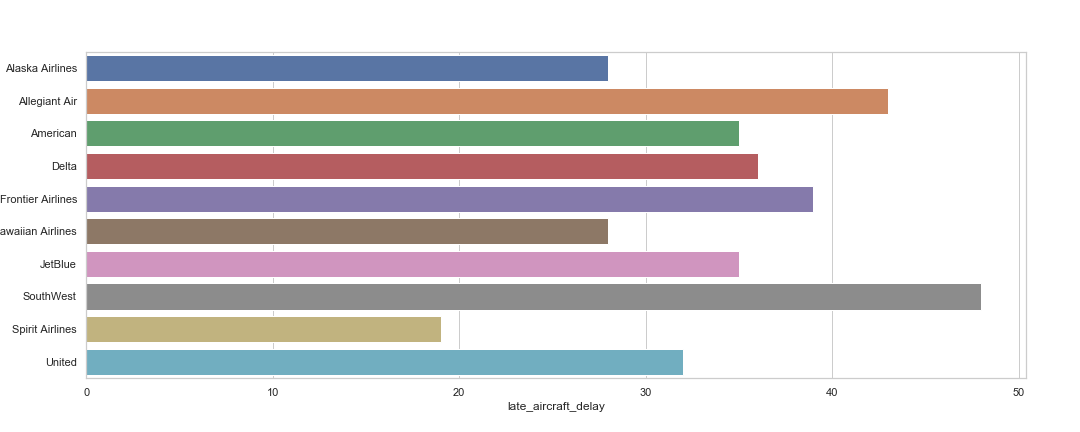 Alaska Airlines
Allegiant Air
American
Delta
Frontier Airlines
awaiian Airlines
JetBlue
SouthWest
Spirit Airlines
United
0 10 20 30 40 50
late_aircraft_delay